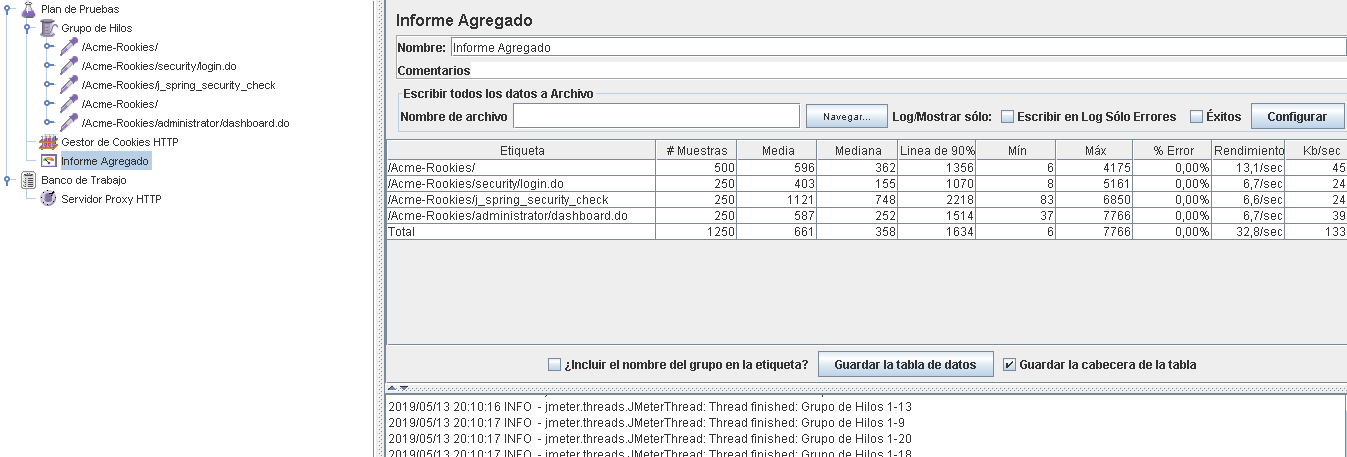 Plan de Pruebas
Grupo de Hilos
/Acme-Rookies/
/Acme-Rookies/security/login.do
/Acme-Rookies/j_spring_security_check
/Acme-Rookies/
/Acme-Rookies/administrator/dashboard.do
Gestor de Cookies HTTP
Informe Agregado
Banco de Trabajo
Servidor Proxy HTTP
Informe Agregado
Nombre: Informe Agregado
Comentarios
Escribir todos los datos a Archivo
Nombre de archivo Navegar... Log/Mostrar sólo: Escribir en Log Sólo Errores Éxitos Configurar
Etiqueta # Muestras Media Mediana Linea de 90% Mín Máx % Error Rendimiento Kb/sec
/Acme-Rookies/ 500 596 362 1356 6 4175 0,00% 13,1/sec 45
/Acme-Rookies/security/login.do 250 403 155 1070 8 5161 0,00% 6,7/sec 24
/Acme-Rookies/j_spring_security_check 250 1121 748 2218 83 6850 0,00% 6,6/sec 24
/Acme-Rookies/administrator/dashboard.do 250 587 252 1514 37 7766 0,00% 6,7/sec 39
Total 1250 661 358 1634 6 7766 0,00% 32,8/sec 133
¿Incluir el nombre del grupo en la etiqueta? Guardar la tabla de datos Guardar la cabecera de la tabla
2019/05/13 20:10:16 INFO - jmeter.threads.JMeterThread: Thread finished: Grupo de Hilos 1-13
2019/05/13 20:10:17 INFO - jmeter.threads.JMeterThread: Thread finished: Grupo de Hilos 1-9
2019/05/13 20:10:17 INFO - jmeter.threads.JMeterThread: Thread finished: Grupo de Hilos 1-20
2019/05/13 20:10:17 INFO - jmeter.threads.JMeterThread: Thread finished: Grupo de Hilos 1-18